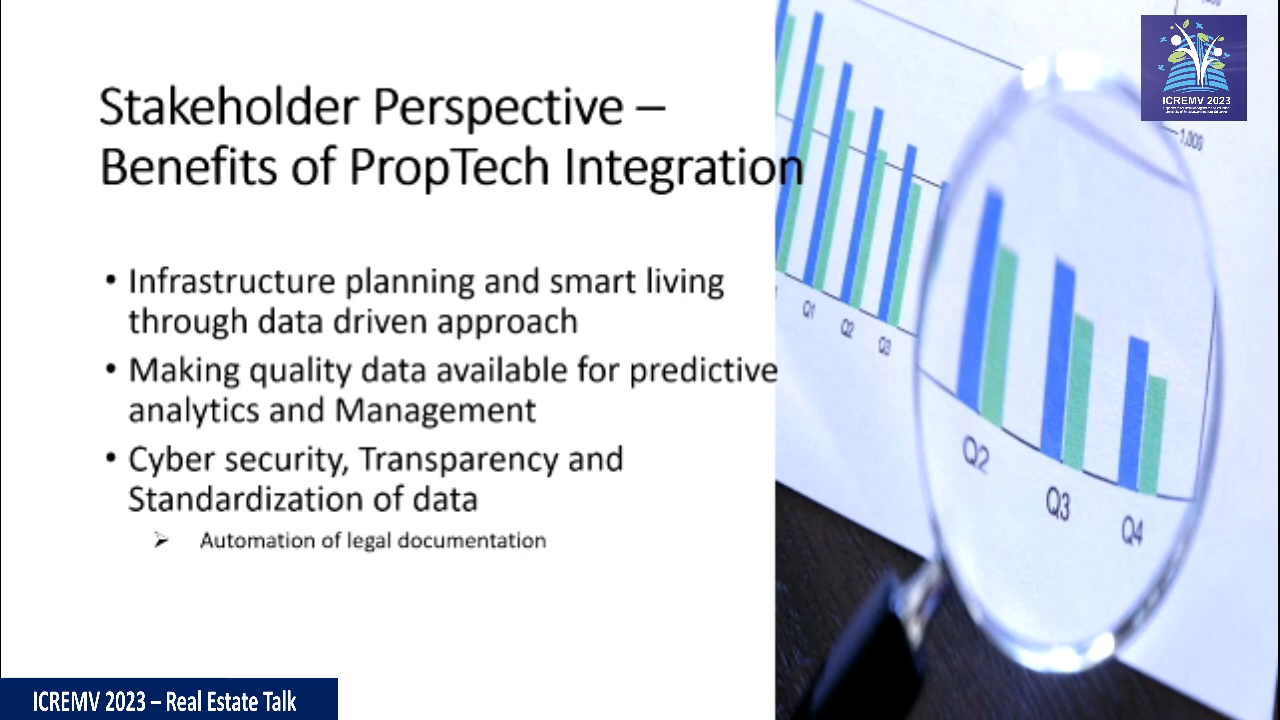 Stakeholder Perspective –
Benefits of PropTech Integration
• Infrastructure planning and smart living
through data driven approach
• Making quality data available for predictive
analytics and Management
• Cyber security, Transparency and
Standardization of data
➢ Automation of legal documentation
ICREMV 2023 – Real Estate Talk
ICREMV 2023
1,000
Q1
Q2
Q3
Q2
Q3
Q4